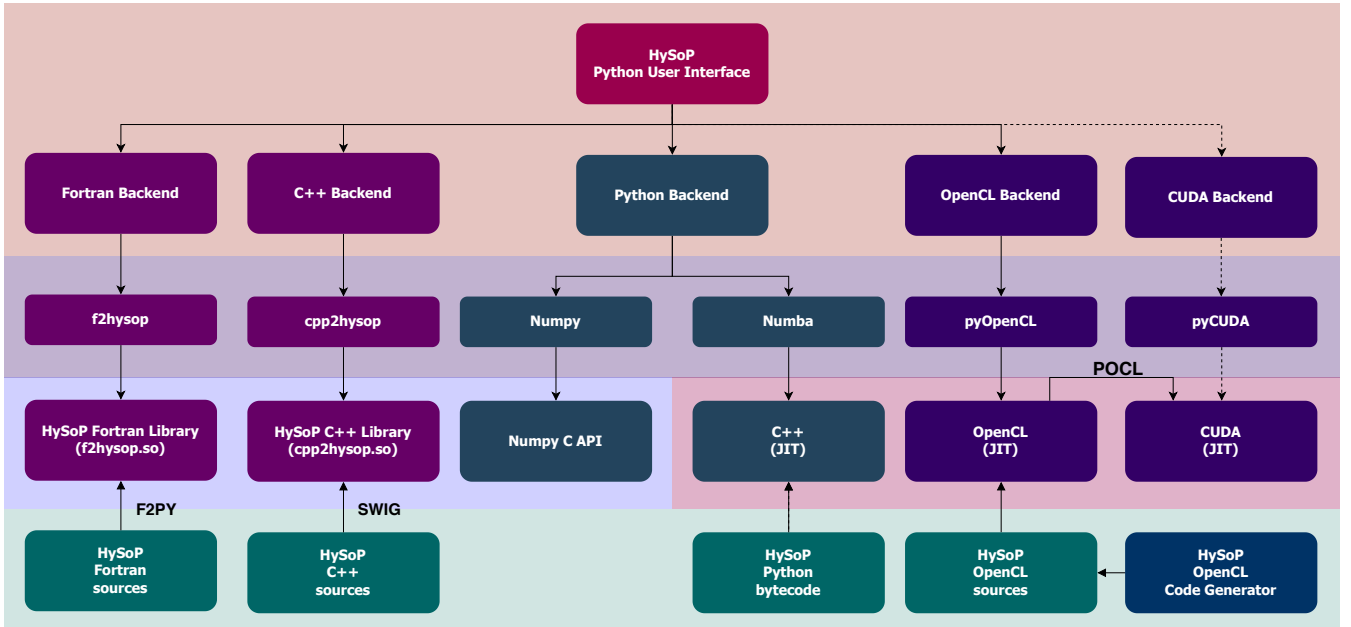 HySoP
Python User Interface
Fortran Backend
C++ Backend
Python Backend
OpenCL Backend
CUDA Backend
f2hysop
cpp2hysop
Numpy
Numba
pyOpenCL
pyCUDA
POCL
HySoP Fortran Library
(f2hysop.so)
HySoP C++ Library
(cpp2hysop.so)
Numpy C API
C++
(JIT)
OpenCL
(JIT)
CUDA
(JIT)
F2PY
SWIG
HySoP
Fortran
sources
HySoP
C++
sources
HySoP
Python
bytecode
HySoP
OpenCL
sources
HySoP
OpenCL
Code Generator